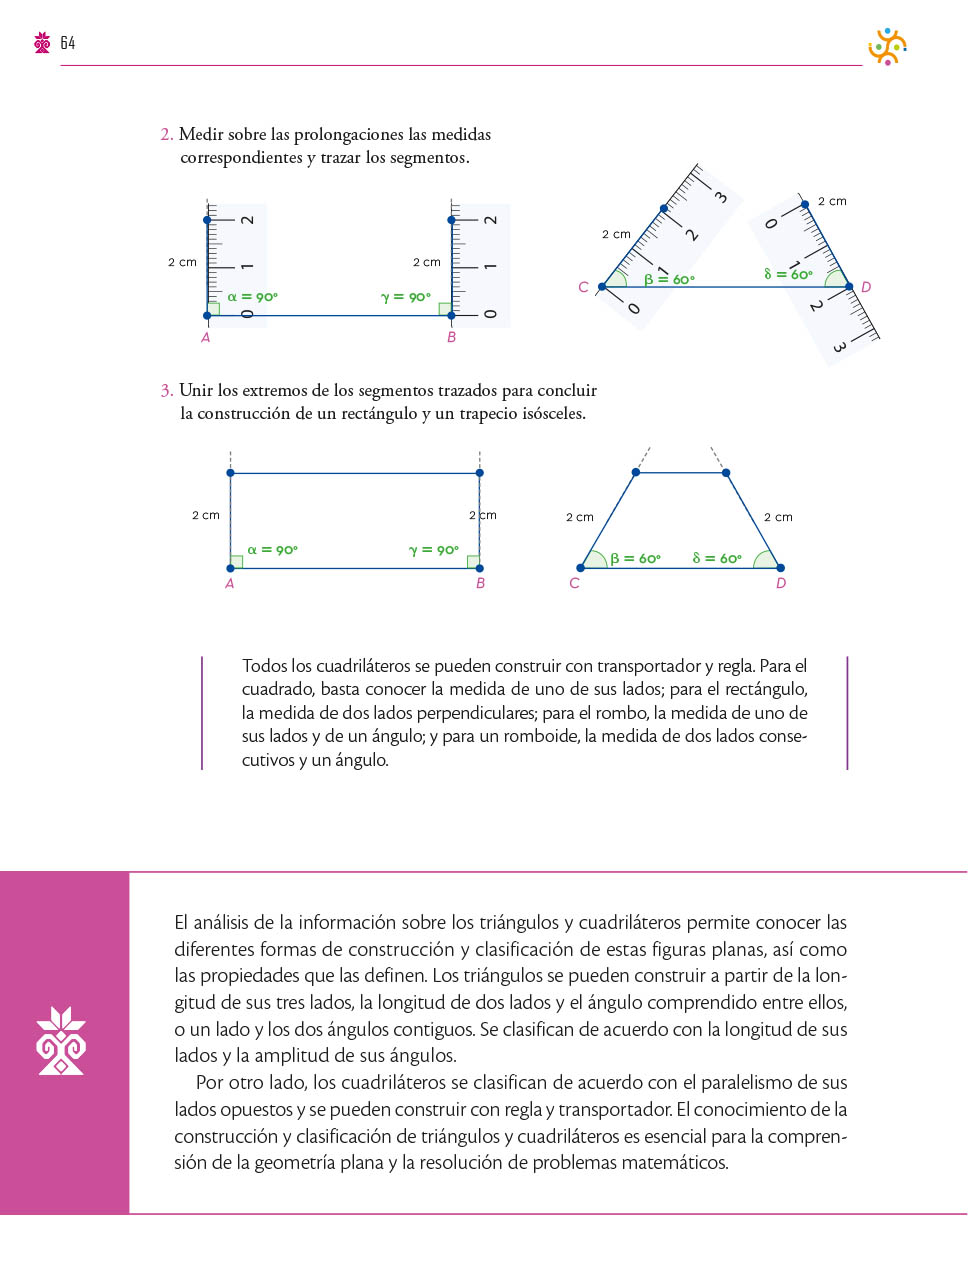 64
2. Medir sobre las prolongaciones las medidas
correspondientes y trazar los segmentos.
2 cm
α = 90°
0
1
2
A
2 cm
γ = 90°
0
1
2
B
2 cm
β = 60°
0
1
2
3
C
2 cm
δ = 60°
0
1
2
3
D
3. Unir los extremos de los segmentos trazados para concluir
la construcción de un rectángulo y un trapecio isósceles.
2 cm
α = 90°
γ = 90°
2 cm
A
B
2 cm
β = 60°
δ = 60°
2 cm
C
D
Todos los cuadriláteros se pueden construir con transportador y regla. Para el
cuadrado, basta conocer la medida de uno de sus lados; para el rectángulo,
la medida de dos lados perpendiculares; para el rombo, la medida de uno de
sus lados y de un ángulo; y para un romboide, la medida de dos lados conse-
cutivos y un ángulo.
El análisis de la información sobre los triángulos y cuadriláteros permite conocer las
diferentes formas de construcción y clasificación de estas figuras planas, así como
las propiedades que las definen. Los triángulos se pueden construir a partir de la lon-
gitud de sus tres lados, la longitud de dos lados y el ángulo comprendido entre ellos,
o un lado y los dos ángulos contiguos. Se clasifican de acuerdo con la longitud de sus
lados y la amplitud de sus ángulos.
Por otro lado, los cuadriláteros se clasifican de acuerdo con el paralelismo de sus
lados opuestos y se pueden construir con regla y transportador. El conocimiento de la
construcción y clasificación de triángulos y cuadriláteros es esencial para la compren-
sión de la geometría plana y la resolución de problemas matemáticos.